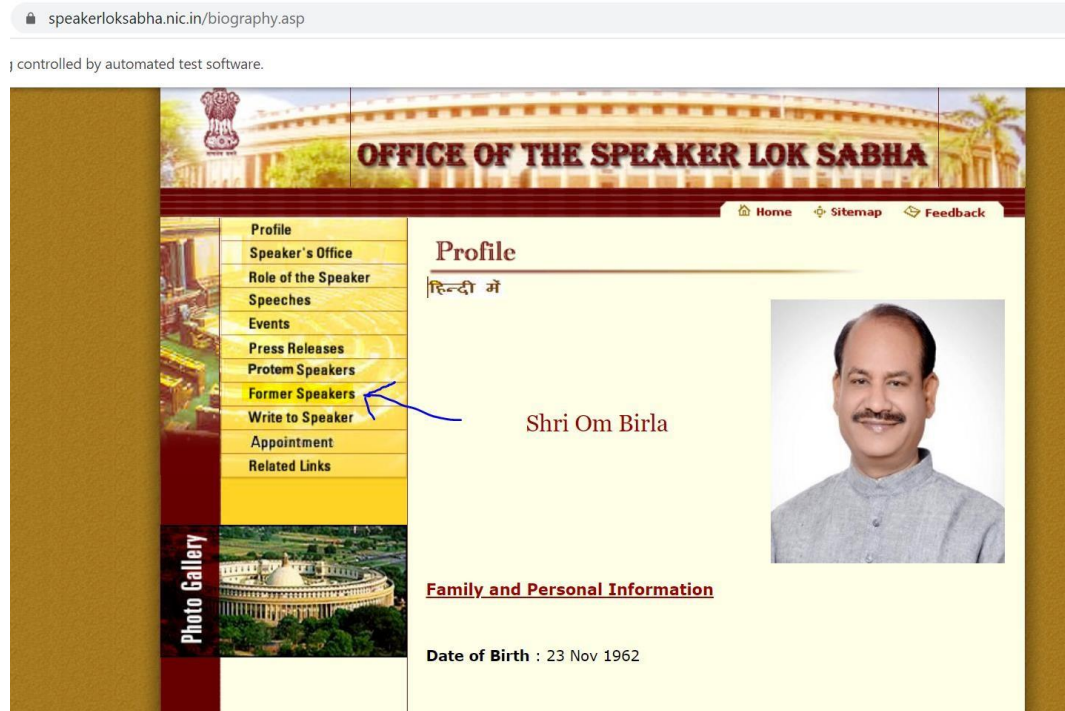 speakerloksabha.nic.in/biography.asp
controlled by automated test software.
OFFICE OF THE SPEAKER LOK SABHA
Home Sitemap Feedback
Profile
Speaker's Office
Role of the Speaker
Speeches
Events
Press Releases
Protem Speakers
Former Speakers
Write to Speaker
Appointment
Related Links
Photo Gallery
Profile
हिन्दी में
Shri Om Birla
Family and Personal Information
Date of Birth : 23 Nov 1962